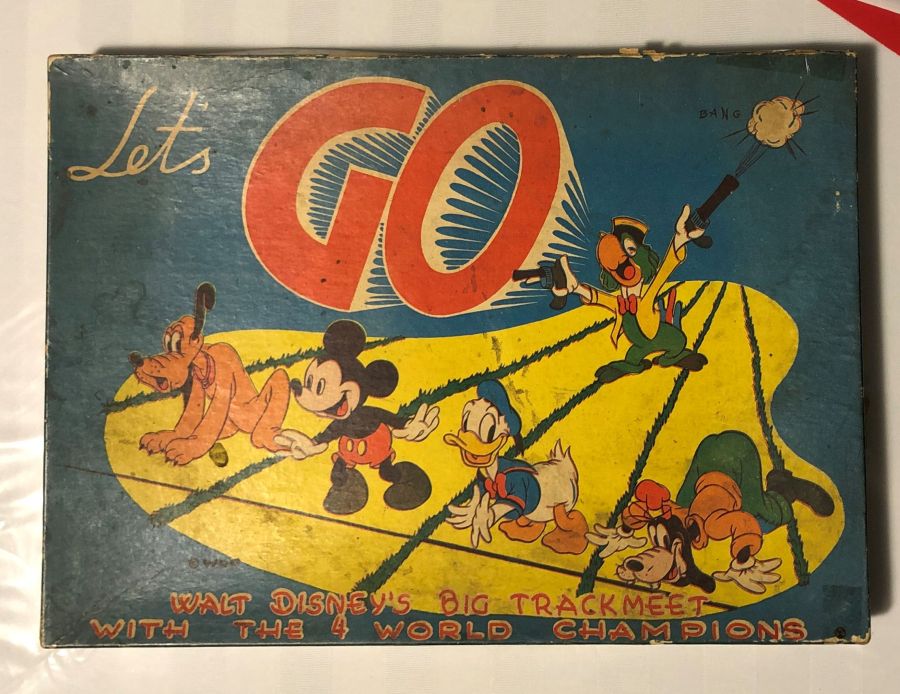 Let's
GO
BANG
© WDP
WALT DISNEY'S BIG TRACKMEET
WITH THE 4 WORLD CHAMPIONS